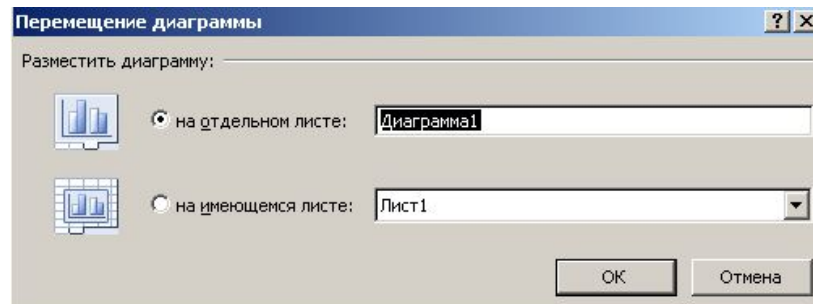 Перемещение диаграммы
Разместить диаграмму:
на отдельном листе: Диаграмма1
на имеющемся листе: Лист1
ОК Отмена